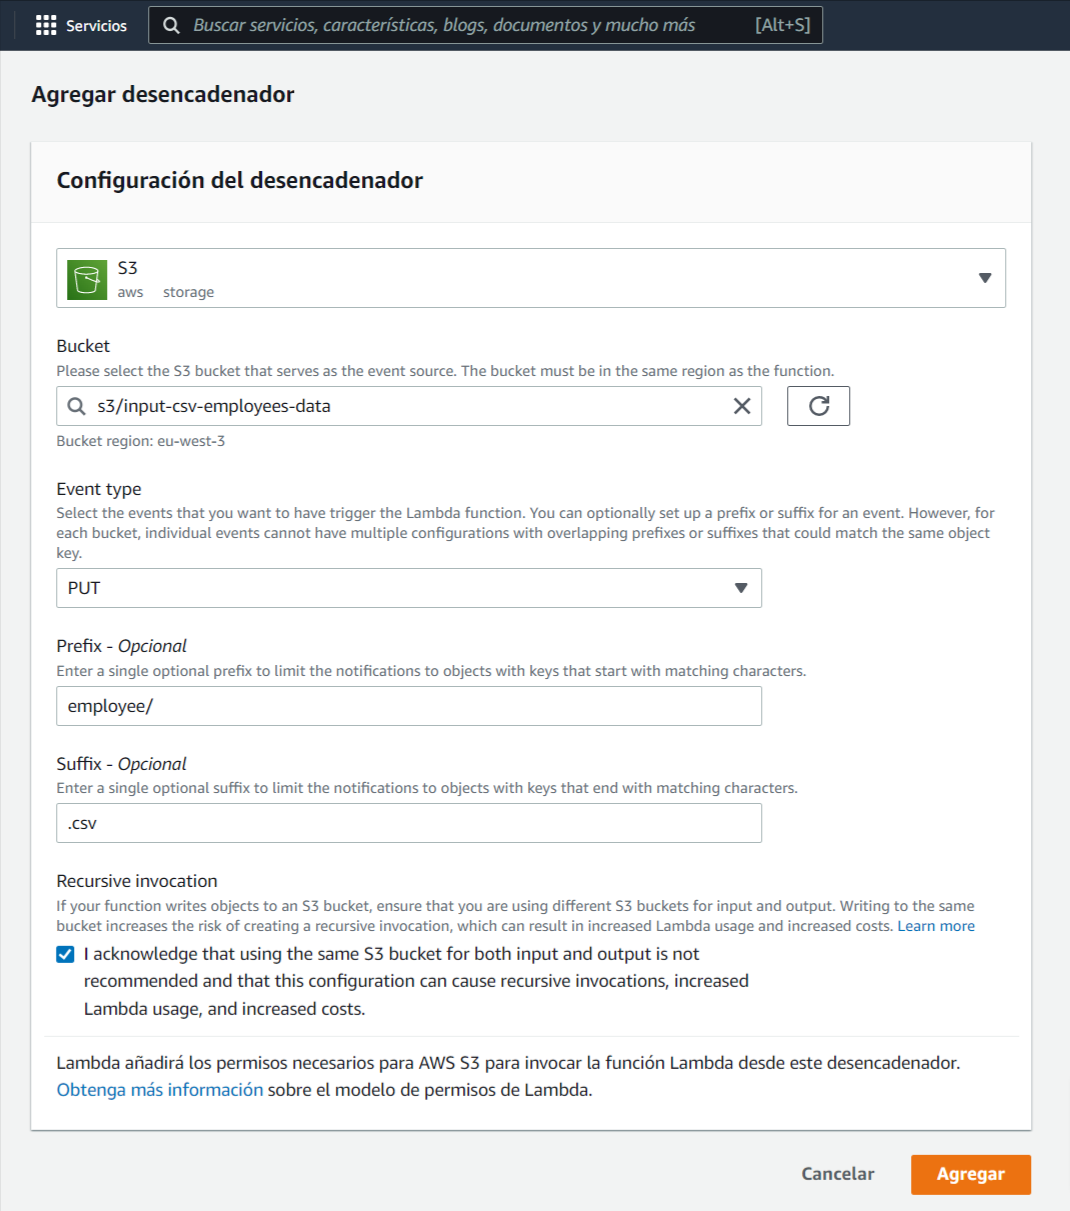 Servicios
Buscar servicios, características, blogs, documentos y mucho más [Alt+S]
Agregar desencadenador
Configuración del desencadenador
S3
aws storage
Bucket
Please select the S3 bucket that serves as the event source. The bucket must be in the same region as the function.
s3/input-csv-employees-data
Bucket region: eu-west-3
Event type
Select the events that you want to have trigger the Lambda function. You can optionally set up a prefix or suffix for an event. However, for
each bucket, individual events cannot have multiple configurations with overlapping prefixes or suffixes that could match the same object
key.
PUT
Prefix - Opcional
Enter a single optional prefix to limit the notifications to objects with keys that start with matching characters.
employee/
Suffix - Opcional
Enter a single optional suffix to limit the notifications to objects with keys that end with matching characters.
.csv
Recursive invocation
If your function writes objects to an S3 bucket, ensure that you are using different S3 buckets for input and output. Writing to the same
bucket increases the risk of creating a recursive invocation, which can result in increased Lambda usage and increased costs. Learn more
I acknowledge that using the same S3 bucket for both input and output is not
recommended and that this configuration can cause recursive invocations, increased
Lambda usage, and increased costs.
Lambda añadirá los permisos necesarios para AWS S3 para invocar la función Lambda desde este desencadenador.
Obtenga más información sobre el modelo de permisos de Lambda.
Cancelar Agregar